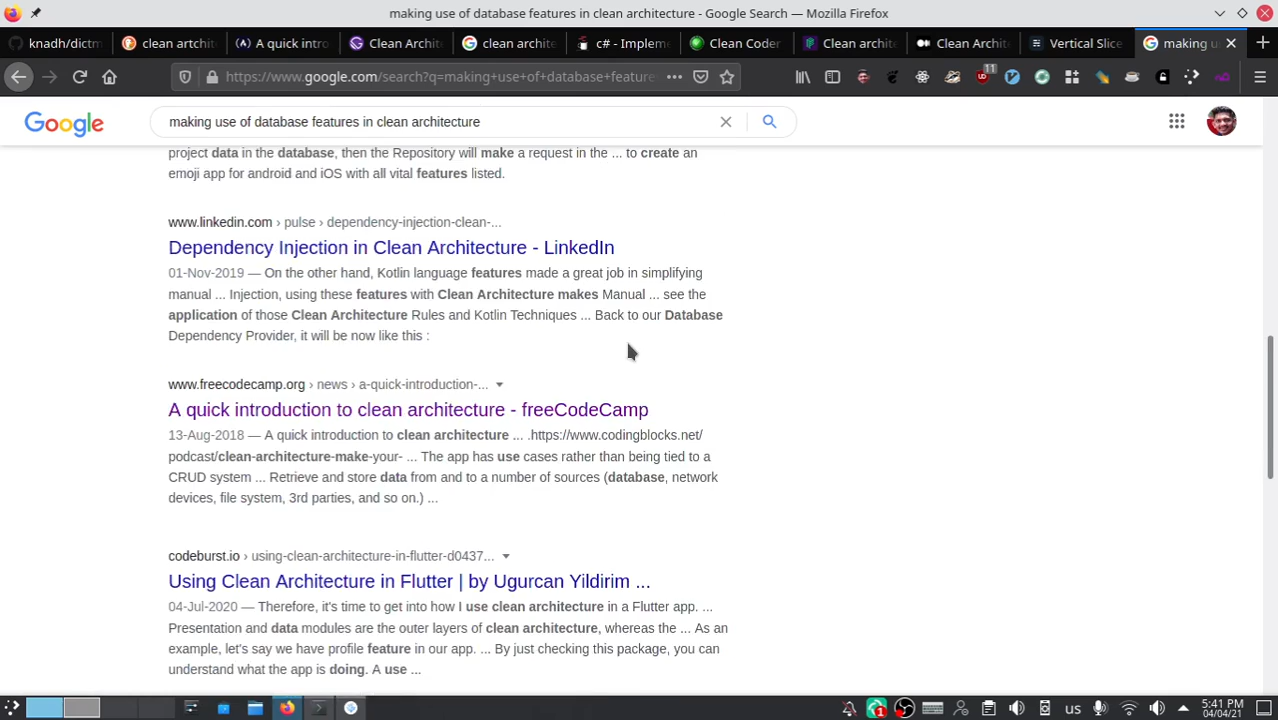 making use of database features in clean architecture - Google Search — Mozilla Firefox
knadh/dictm
clean artchi
A quick intro
Clean Archit
clean archite
c# - Impleme
Clean Coder
Clean archite
Clean Archit
Vertical Slice
making u
https://www.google.com/search?q=making+use+of+database+feature
11
Google
making use of database features in clean architecture
project data in the database, then the Repository will make a request in the ... to create an
emoji app for android and iOS with all vital features listed.
www.linkedin.com › pulse › dependency-injection-clean-...
Dependency Injection in Clean Architecture - LinkedIn
01-Nov-2019 — On the other hand, Kotlin language features made a great job in simplifying
manual ... Injection, using these features with Clean Architecture makes Manual ... see the
application of those Clean Architecture Rules and Kotlin Techniques ... Back to our Database
Dependency Provider, it will be now like this :
www.freecodecamp.org › news › a-quick-introduction-...
A quick introduction to clean architecture - freeCodeCamp
13-Aug-2018 — A quick introduction to clean architecture ... .https://www.codingblocks.net/
podcast/clean-architecture-make-your- ... The app has use cases rather than being tied to a
CRUD system ... Retrieve and store data from and to a number of sources (database, network
devices, file system, 3rd parties, and so on.) ...
codeburst.io › using-clean-architecture-in-flutter-d0437...
Using Clean Architecture in Flutter | by Ugurcan Yildirim ...
04-Jul-2020 — Therefore, it's time to get into how I use clean architecture in a Flutter app. ...
Presentation and data modules are the outer layers of clean architecture, whereas the ... As an
example, let's say we have profile feature in our app. ... By just checking this package, you can
understand what the app is doing. A use ...
1
us
5:41 PM
04/04/21